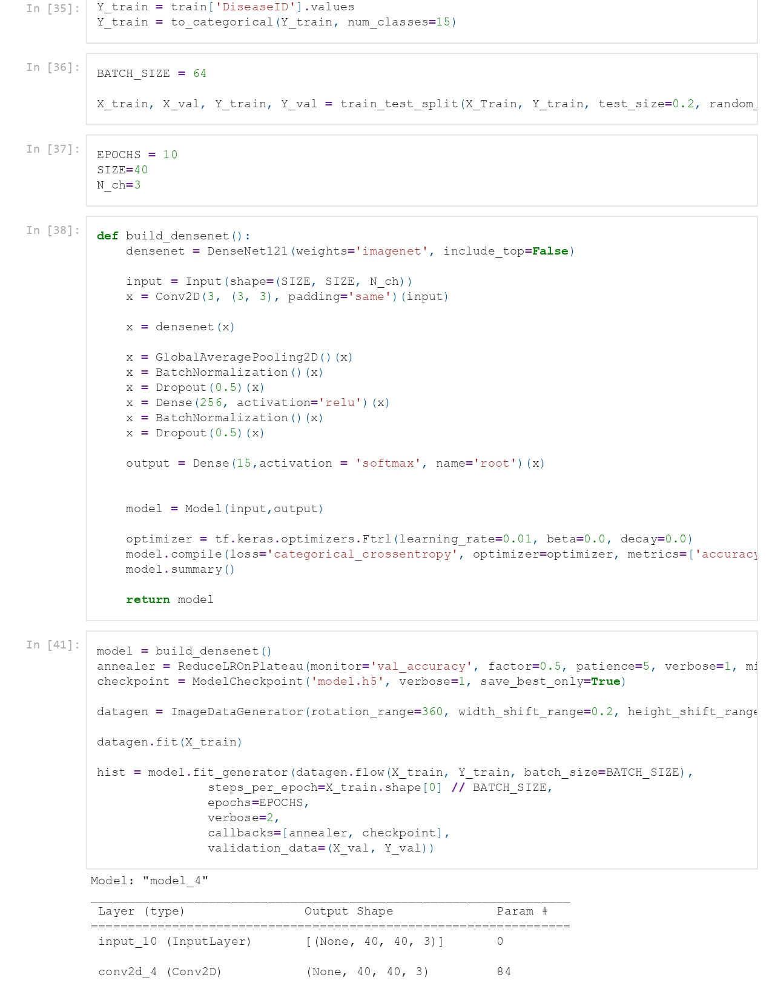 In [35]:
Y_train = train['DiseaseID'].values
Y_train = to_categorical(Y_train, num_classes=15)
In [36]:
BATCH_SIZE = 64
X_train, X_val, Y_train, Y_val = train_test_split(X_Train, Y_train, test_size=0.2, random_
In [37]:
EPOCHS = 10
SIZE=40
N_ch=3
In [38]:
def build_densenet():
    densenet = DenseNet121(weights='imagenet', include_top=False)
    input = Input(shape=(SIZE, SIZE, N_ch))
    x = Conv2D(3, (3, 3), padding='same')(input)
    x = densenet(x)
    x = GlobalAveragePooling2D()(x)
    x = BatchNormalization()(x)
    x = Dropout(0.5)(x)
    x = Dense(256, activation='relu')(x)
    x = BatchNormalization()(x)
    x = Dropout(0.5)(x)
    output = Dense(15,activation = 'softmax', name='root')(x)
    model = Model(input,output)
    optimizer = tf.keras.optimizers.Ftrl(learning_rate=0.01, beta=0.0, decay=0.0)
    model.compile(loss='categorical_crossentropy', optimizer=optimizer, metrics=['accuracy
    model.summary()
    return model
In [41]:
model = build_densenet()
annealer = ReduceLROnPlateau(monitor='val_accuracy', factor=0.5, patience=5, verbose=1, mi
checkpoint = ModelCheckpoint('model.h5', verbose=1, save_best_only=True)
datagen = ImageDataGenerator(rotation_range=360, width_shift_range=0.2, height_shift_range
datagen.fit(X_train)
hist = model.fit_generator(datagen.flow(X_train, Y_train, batch_size=BATCH_SIZE),
               steps_per_epoch=X_train.shape[0] // BATCH_SIZE,
               epochs=EPOCHS,
               verbose=2,
               callbacks=[annealer, checkpoint],
               validation_data=(X_val, Y_val))
Model: "model_4"
_________________________________________________________________
 Layer (type)                Output Shape              Param #
=================================================================
 input_10 (InputLayer)       [(None, 40, 40, 3)]       0
 conv2d_4 (Conv2D)           (None, 40, 40, 3)         84